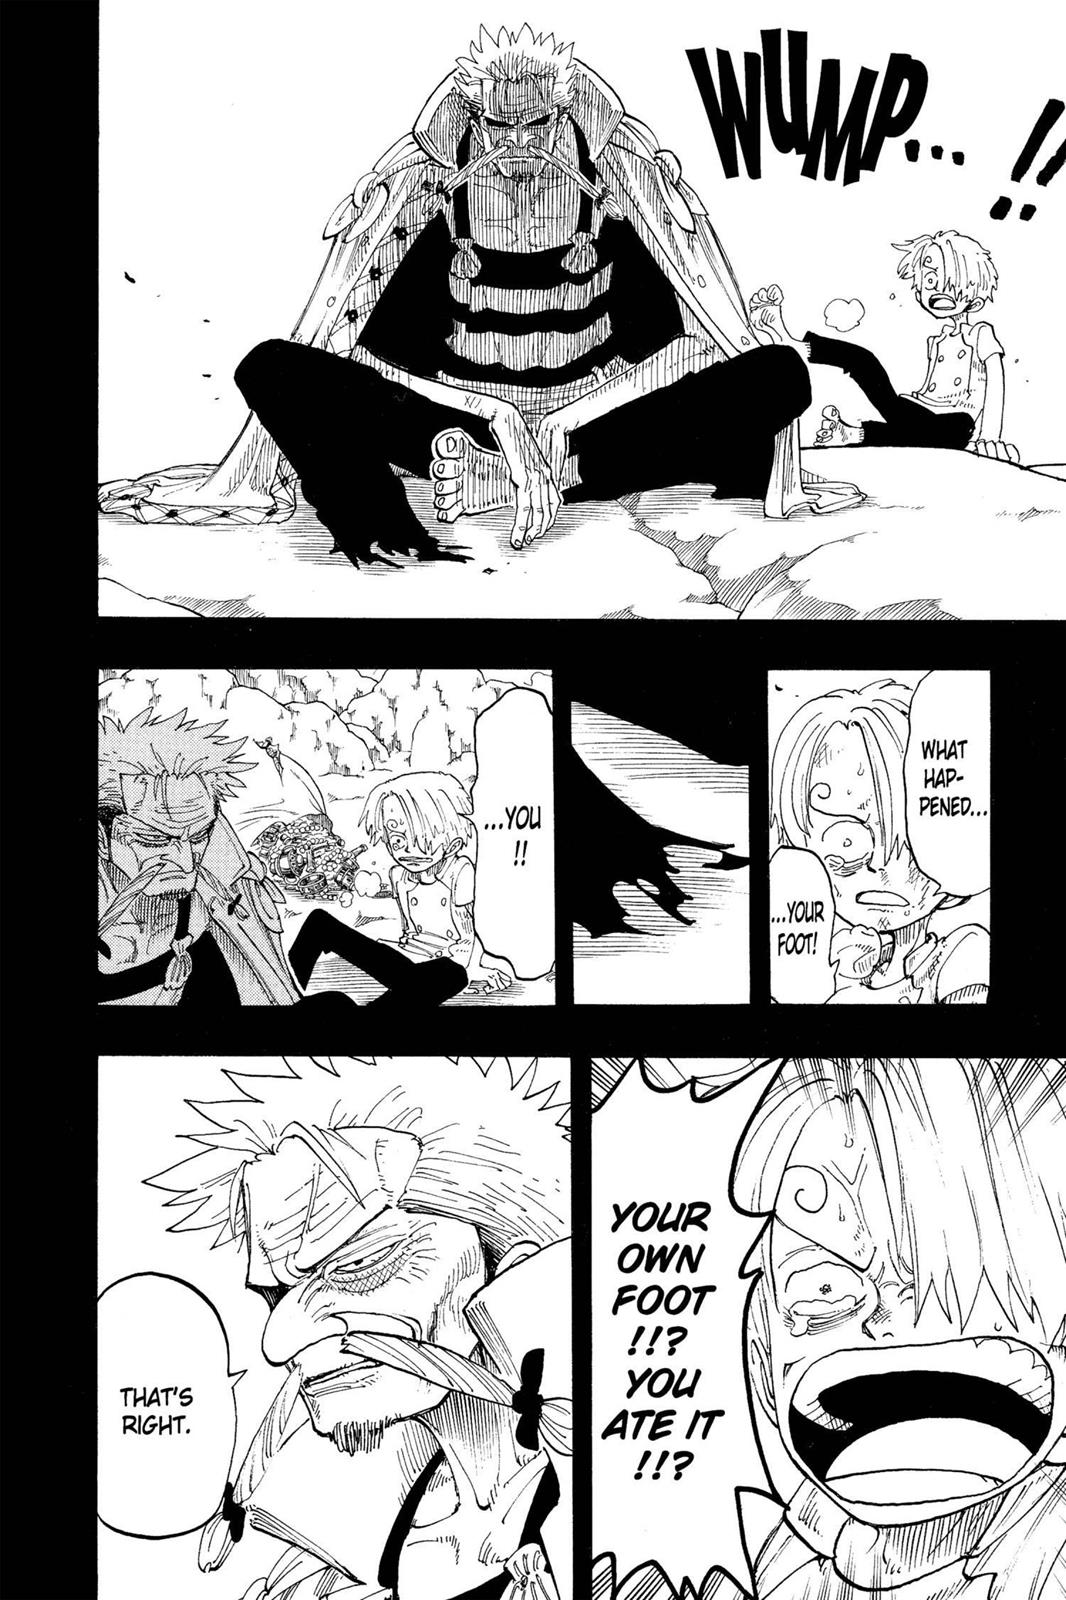 WUMP... !!
WHAT
HAP-
PENED...
...YOUR
FOOT!
...YOU
!!
YOUR
OWN
FOOT
!!?
YOU
ATE IT
!!?
THAT'S
RIGHT.